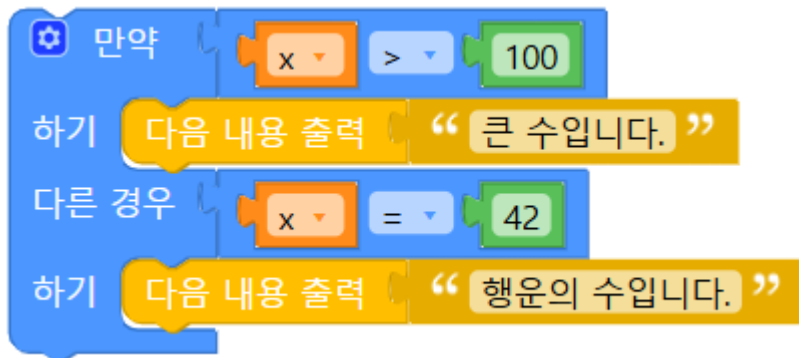 만약 x > 100
하기 다음 내용 출력 “ 큰 수입니다. ”
다른 경우 x = 42
하기 다음 내용 출력 “ 행운의 수입니다. ”